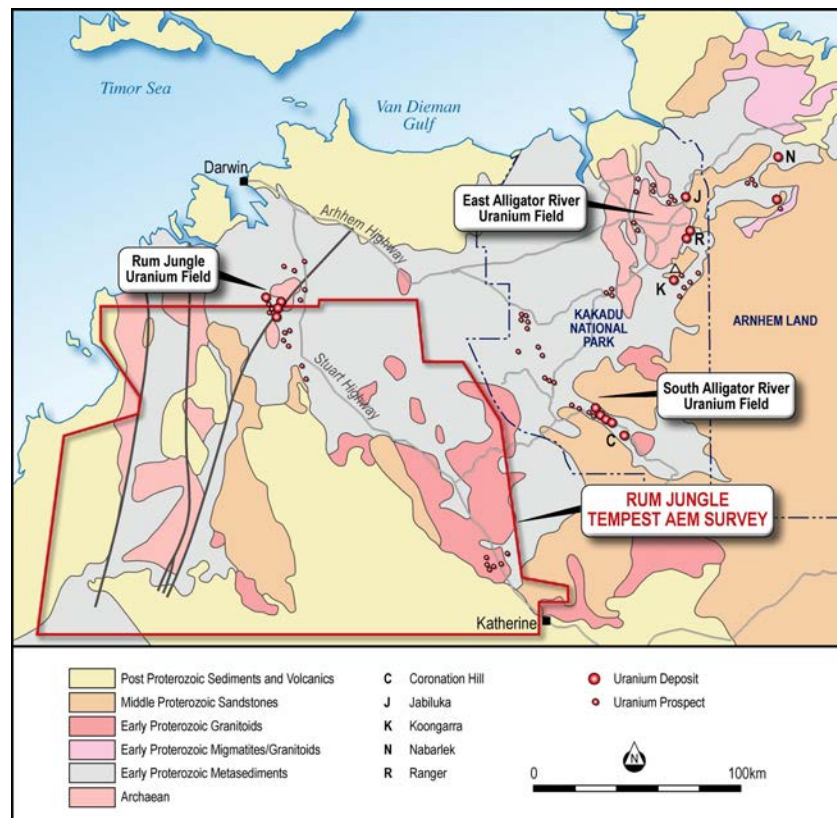 Timor Sea
Van Dieman
Gulf
Darwin
N
East Alligator River
Uranium Field
J
Arhhem Highway
R
Rum Jungle
Uranium Field
K
KAKADU
NATIONAL
PARK
ARNHEM LAND
Stuart Highway
South Alligator River
Uranium Field
C
RUM JUNGLE
TEMPEST AEM SURVEY
Katherine
Post Proterozoic Sediments and Volcanics
Middle Proterozoic Sandstones
Early Proterozoic Granitoids
Early Proterozoic Migmatites/Granitoids
Early Proterozoic Metasediments
Archaean
C Coronation Hill
J Jabiluka
K Koongarra
N Nabarlek
R Ranger
Uranium Deposit
Uranium Prospect
N
0 100km